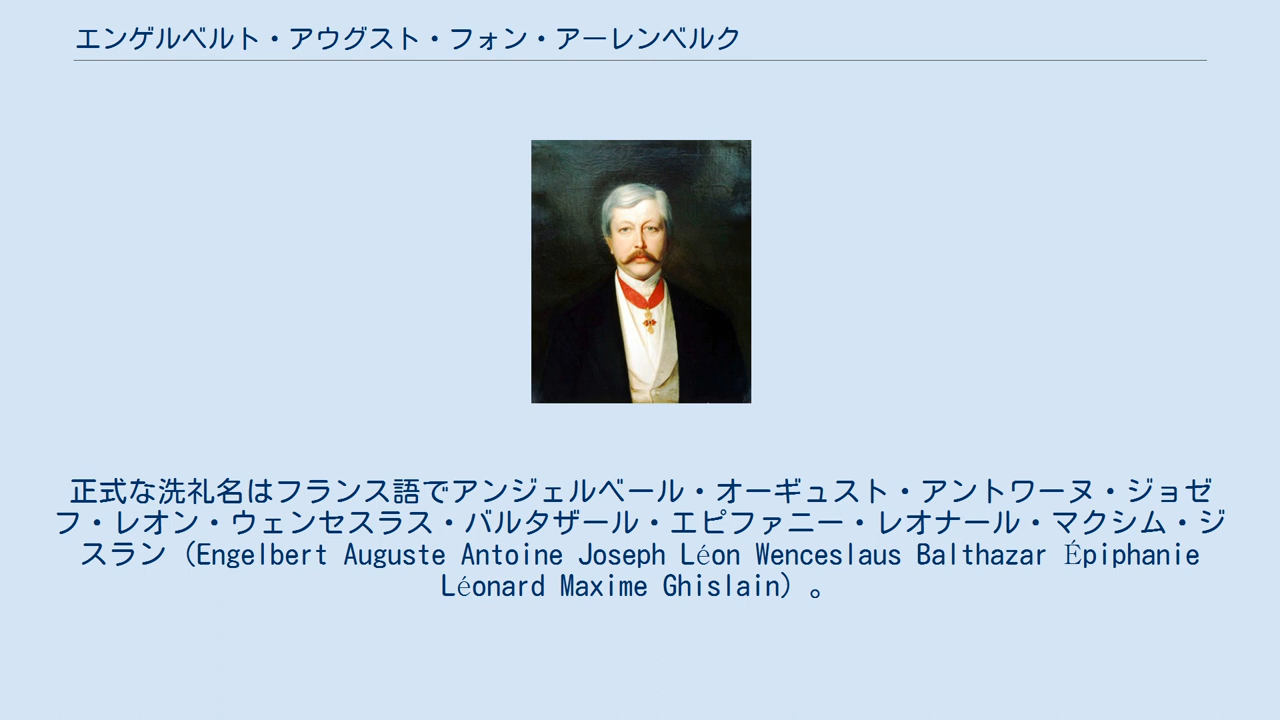 エンゲルベルト・アウグスト・フォン・アーレンベルク
正式な洗礼名はフランス語でアンジェルベール・オーギュスト・アントワーヌ・ジョゼ
フ・レオン・ウェンセスラス・バルタザール・エピファニー・レオナール・マクシム・ジ
スラン（Engelbert Auguste Antoine Joseph Léon Wenceslaus Balthazar Épiphanie
Léonard Maxime Ghislain）。